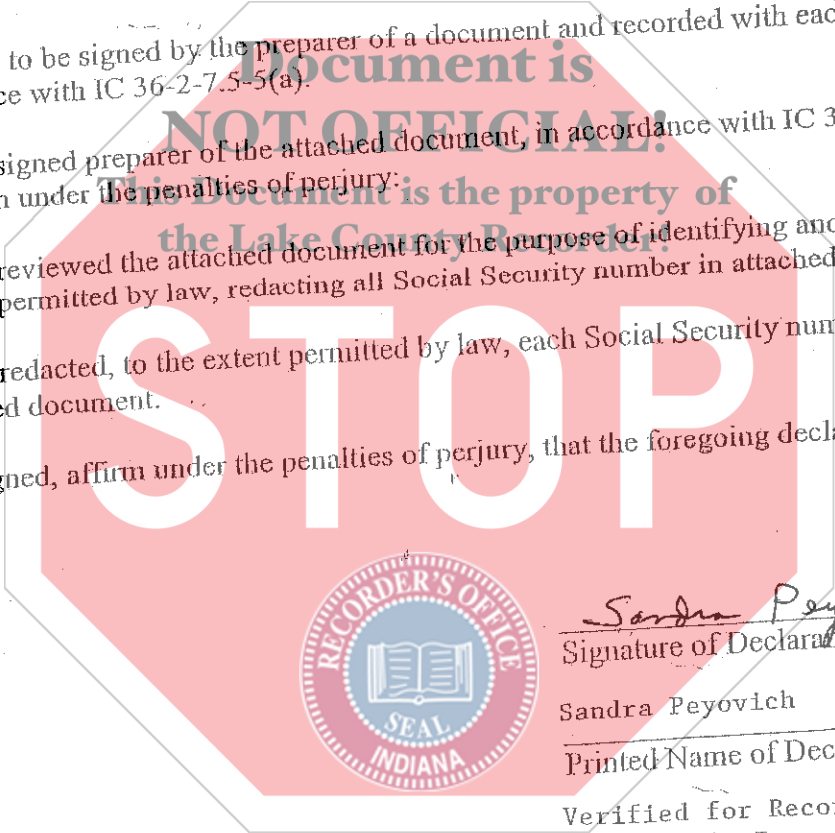 to be signed by the preparer of a document and recorded with eac
ce with IC 36-2-7.5-5(a).
Document is
NOT OFFICIAL!
signed preparer of the attached document, in accordance with IC 3
n under the penalties of perjury:
This Document is the property of
the Lake County Recorder!
reviewed the attached document for the purpose of identifying and
permitted by law, redacting all Social Security number in attached
redacted, to the extent permitted by law, each Social Security num
ed document.
STOP
gned, affirm under the penalties of perjury, that the foregoing decla
RECORDER'S OFFICE
SEAL
INDIANA
Sandra Pey
Signature of Declara
Sandra Peyovich
Printed Name of Dec
Verified for Reco